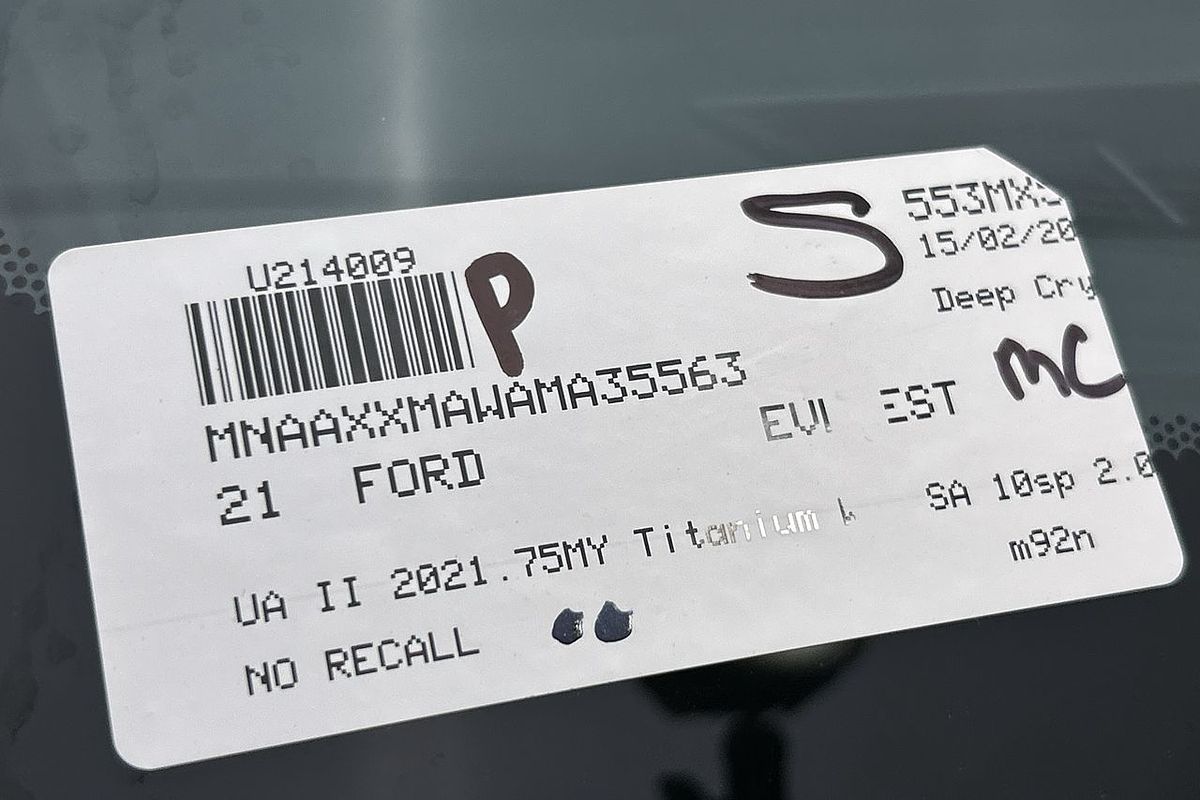 U214009
P
S
553MX
15/02/20
Deep Cry
MNAAXXMAWAMA35563
MC
21 FORD
EST
UA II 2021.75MY Titanium
SA 10sp 2.0
NO RECALL
m92n